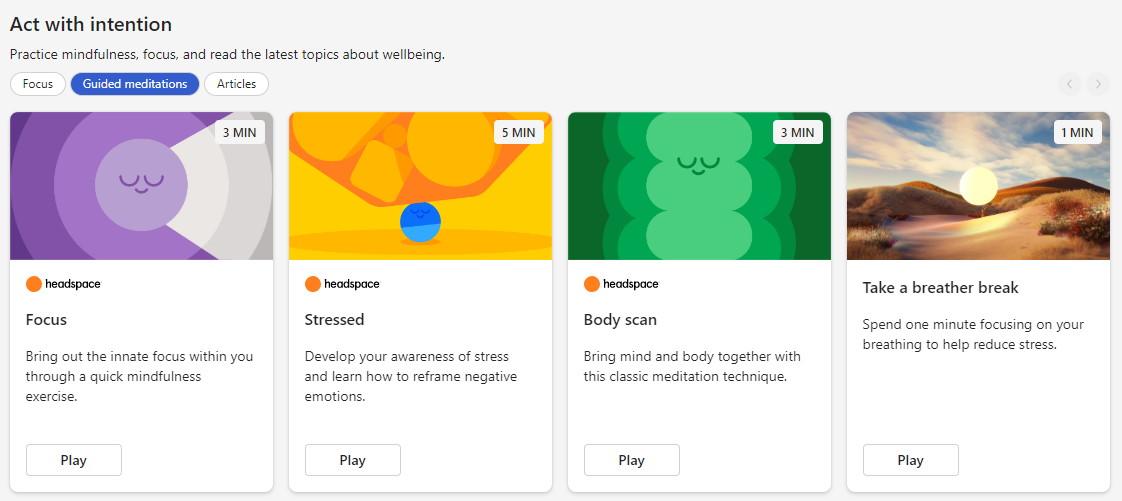 Act with intention
Practice mindfulness, focus, and read the latest topics about wellbeing.
Focus
Guided meditations
Articles
3 MIN
headspace
Focus
Bring out the innate focus within you
through a quick mindfulness
exercise.
Play
5 MIN
headspace
Stressed
Develop your awareness of stress
and learn how to reframe negative
emotions.
Play
3 MIN
headspace
Body scan
Bring mind and body together with
this classic meditation technique.
Play
1 MIN
Take a breather break
Spend one minute focusing on your
breathing to help reduce stress.
Play